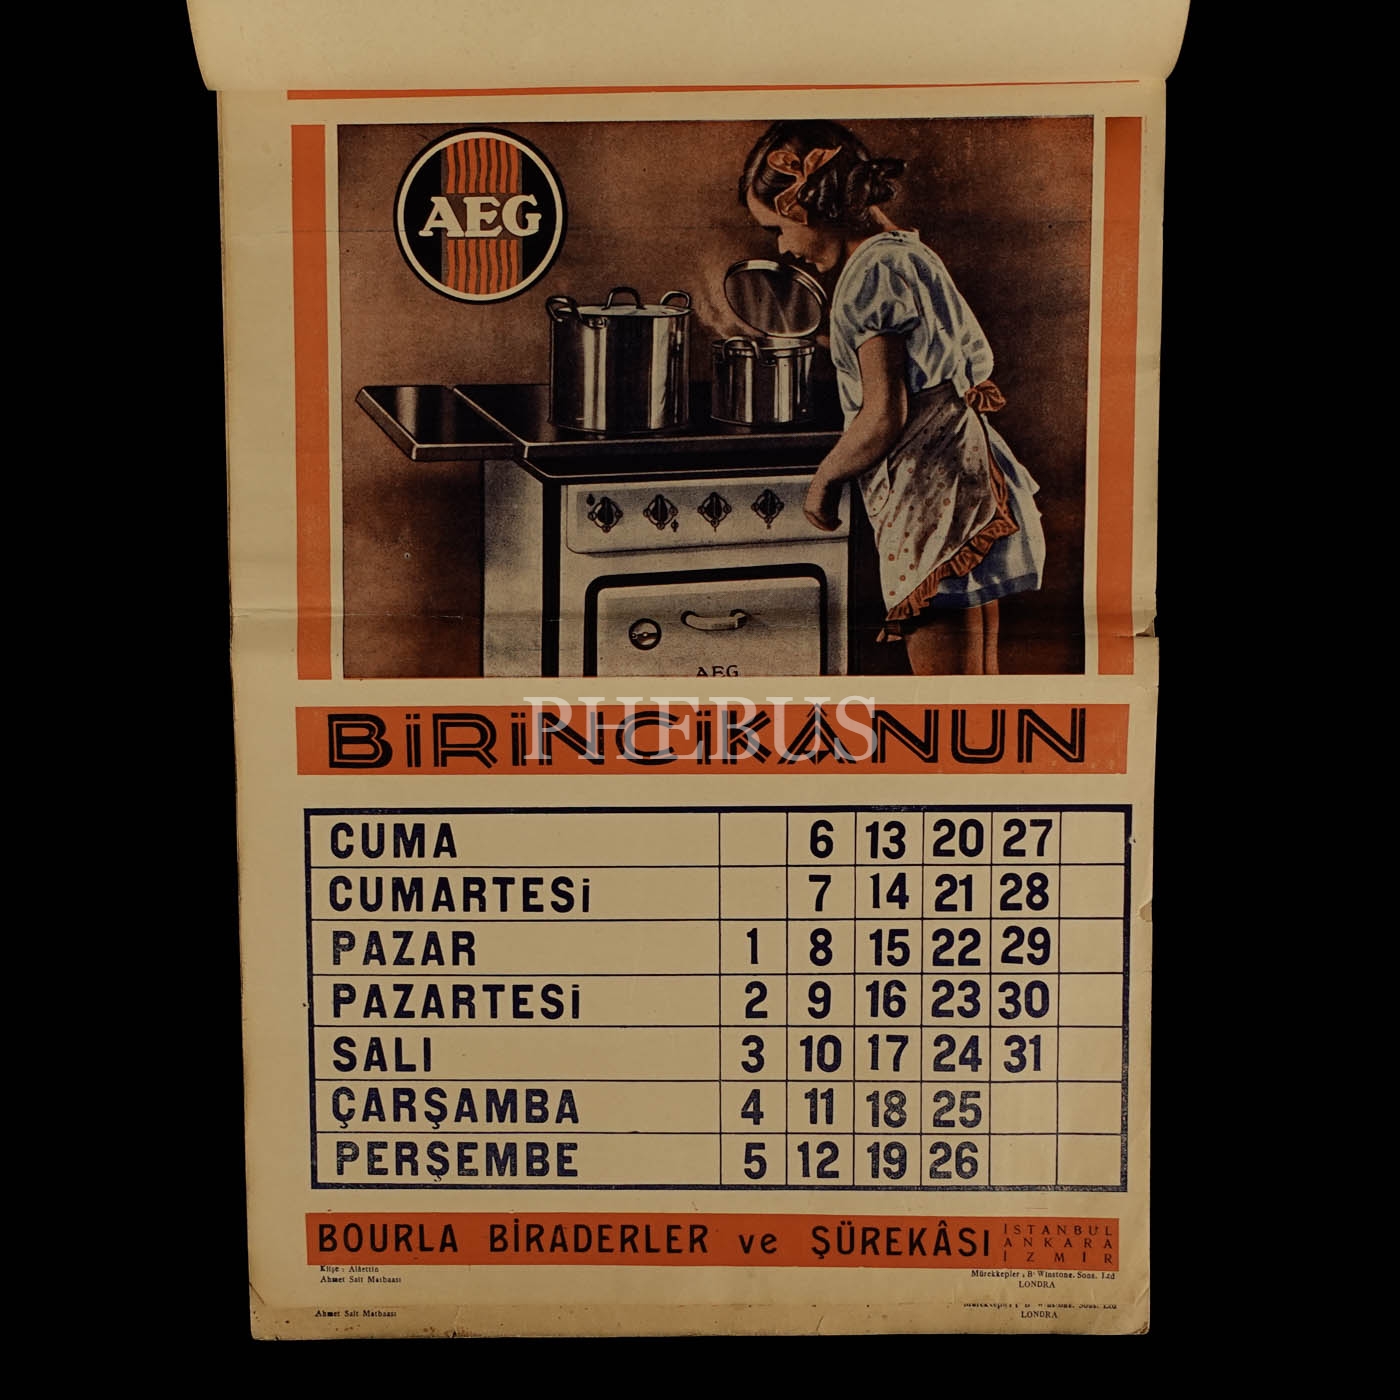 AEG
AEG
PHEBUS
BİRİNCİKÂNUN
CUMA 6 13 20 27
CUMARTESİ 7 14 21 28
PAZAR 1 8 15 22 29
PAZARTESİ 2 9 16 23 30
SALI 3 10 17 24 31
ÇARŞAMBA 4 11 18 25
PERŞEMBE 5 12 19 26
BOURLA BİRADERLER ve ŞÜREKÂSI
İSTANBUL
ANKARA
İZMİR
Klişe : Alâettin
Ahmet Sait Matbaası
Mürekkepler : B. Winstone. Sons. Ltd
LONDRA
Ahmet Sait Matbaası
LONDRA